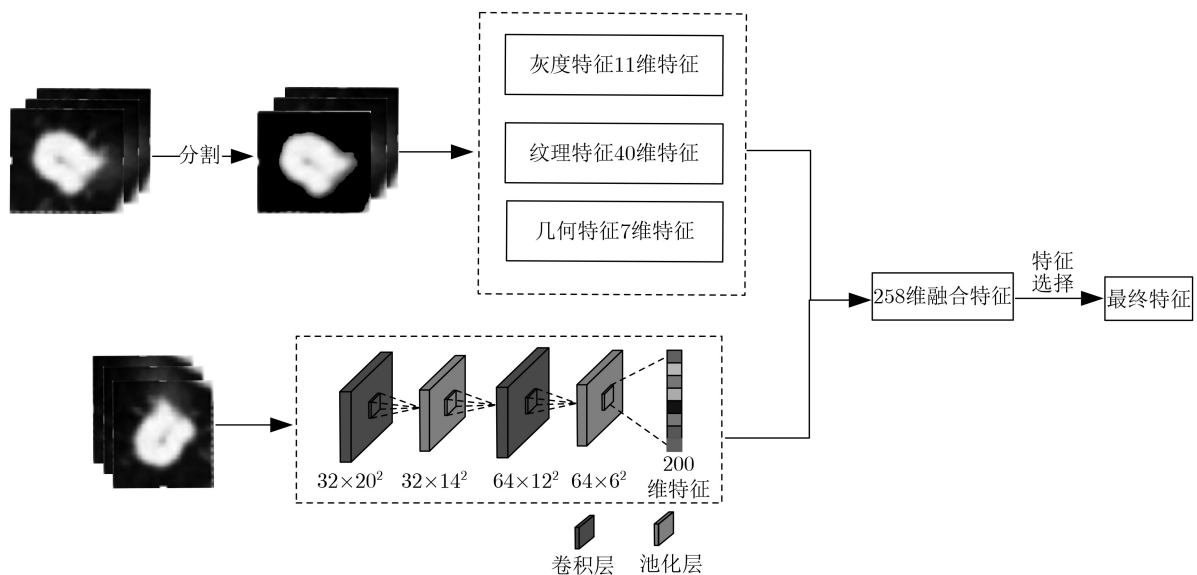 灰度特征11维特征
分割
纹理特征40维特征
几何特征7维特征
特征
选择
258维融合特征
最终特征
32×20²
32×14²
64×12²
64×6²
200
维特征
卷积层
池化层